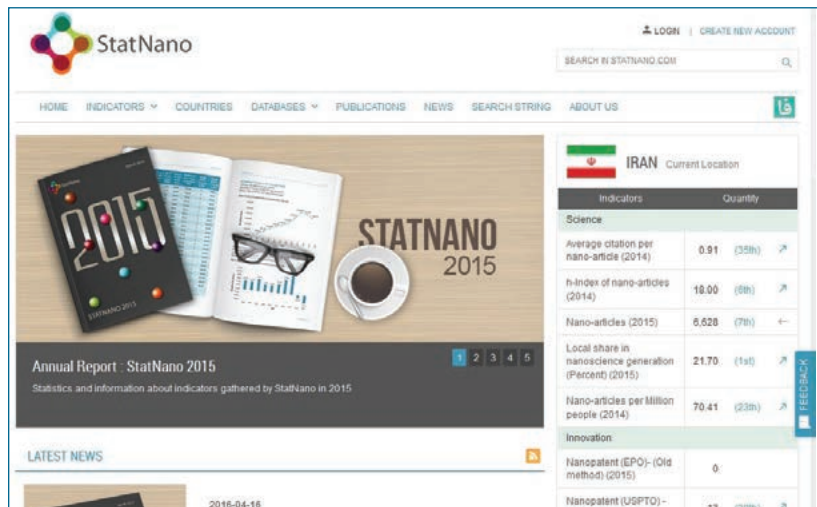 StatNano
LOGIN | CREATE NEW ACCOUNT
SEARCH IN STATNANO.COM
HOME INDICATORS COUNTRIES DATABASES PUBLICATIONS NEWS SEARCH STRING ABOUT US
فا
StatNano
2015
STATNANO 2015
STATNANO
2015
Annual Report : StatNano 2015
1 2 3 4 5
Statistics and information about indicators gathered by StatNano in 2015
LATEST NEWS
2016-04-16
IRAN Current Location
Indicators Quantity
Science
Average citation per
nano-article (2014) 0.91 (35th)
h-Index of nano-articles
(2014) 18.00 (6th)
Nano-articles (2015) 6,628 (7th)
Local share in
nanoscience generation
(Percent) (2015) 21.70 (1st)
Nano-articles per Million
people (2014) 70.41 (23th)
Innovation
Nanopatent (EPO)- (Old
method) (2015) 0
Nanopatent (USPTO) -
FEEDBACK